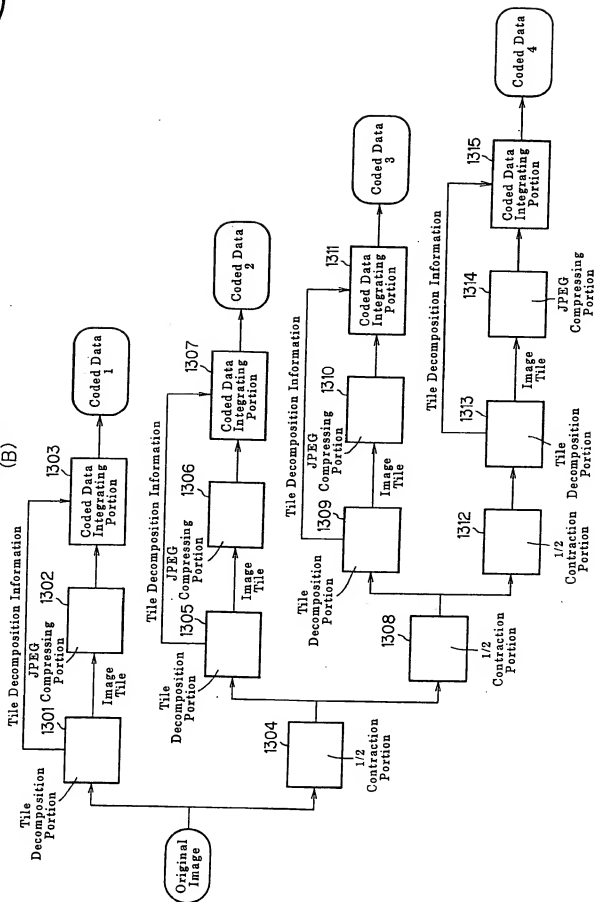 (B)
Tile Decomposition Information
1301
JPEG
Compressing
Portion
1302
1303
Tile
Decomposition
Portion
Image
Tile
Coded Data
Integrating
Portion
Coded Data
1
Original
Image
Tile Decomposition Information
1304
1/2
Contraction
Portion
1305
JPEG
Compressing
Portion
1306
1307
Tile
Decomposition
Portion
Image
Tile
Coded Data
Integrating
Portion
Coded Data
2
Tile Decomposition Information
1308
1/2
Contraction
Portion
1309
JPEG
Compressing
Portion
1310
1311
Tile
Decomposition
Portion
Image
Tile
Coded Data
Integrating
Portion
Coded Data
3
Tile Decomposition Information
1312
1/2
Contraction
Portion
1313
Tile
Decomposition
Portion
Image
Tile
1314
JPEG
Compressing
Portion
1315
Coded Data
Integrating
Portion
Coded Data
4